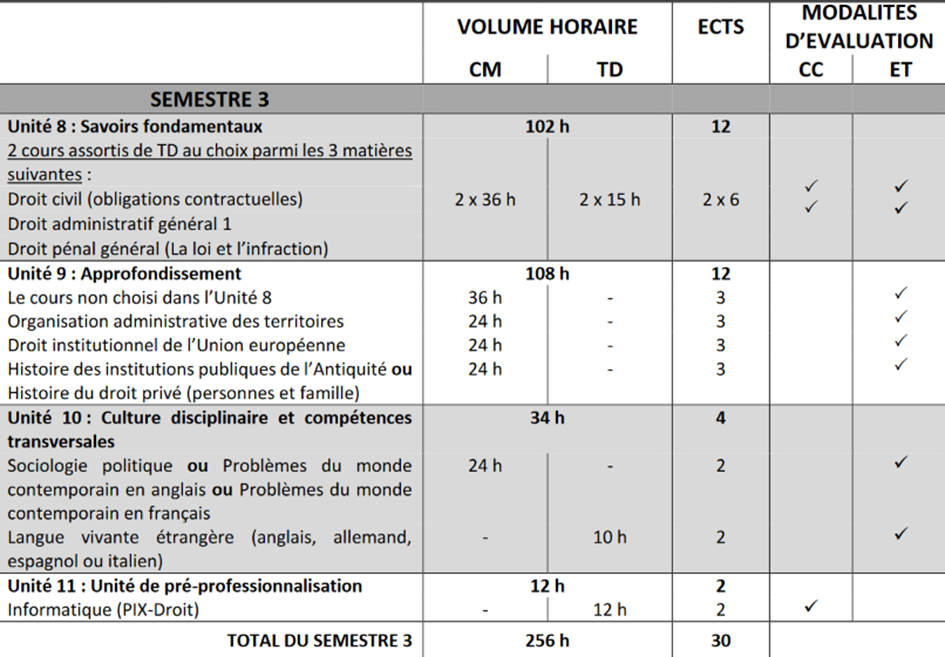 VOLUME HORAIRE ECTS MODALITES
D’EVALUATION
CM TD CC ET
SEMESTRE 3
Unité 8 : Savoirs fondamentaux 102 h 12
2 cours assortis de TD au choix parmi les 3 matières
suivantes :
Droit civil (obligations contractuelles) 2 x 36 h 2 x 15 h 2 x 6 ✓ ✓
Droit administratif général 1 ✓ ✓
Droit pénal général (La loi et l’infraction)
Unité 9 : Approfondissement 108 h 12
Le cours non choisi dans l’Unité 8 36 h - 3 ✓
Organisation administrative des territoires 24 h - 3 ✓
Droit institutionnel de l’Union européenne 24 h - 3 ✓
Histoire des institutions publiques de l’Antiquité ou 24 h - 3 ✓
Histoire du droit privé (personnes et famille)
Unité 10 : Culture disciplinaire et compétences 34 h 4
transversales
Sociologie politique ou Problèmes du monde 24 h - 2 ✓
contemporain en anglais ou Problèmes du monde
contemporain en français
Langue vivante étrangère (anglais, allemand, - 10 h 2 ✓
espagnol ou italien)
Unité 11 : Unité de pré-professionnalisation 12 h 2
Informatique (PIX-Droit) - 12 h 2 ✓
TOTAL DU SEMESTRE 3 256 h 30